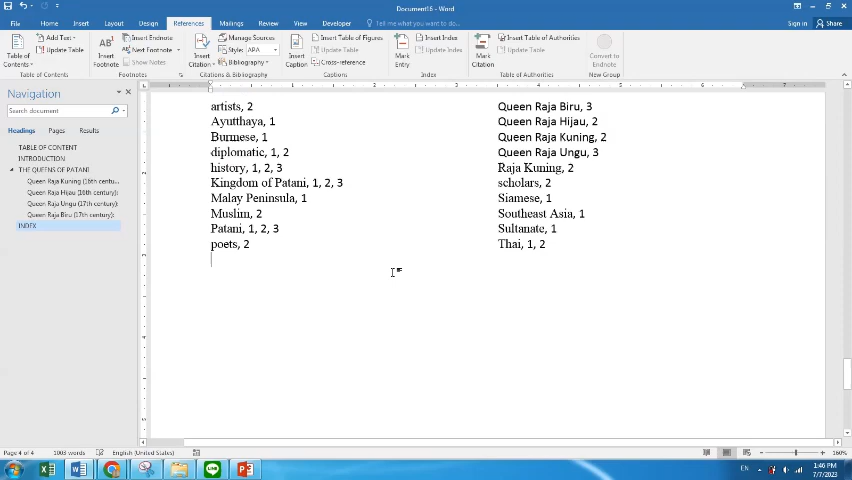 Document16 - Word
Sign in
Share
File
Home
Insert
Layout
Design
References
Mailings
Review
View
Developer
Tell me what you want to do...
Table of Contents
Add Text
Update Table
Table of Contents
AB1
Insert Footnote
Insert Endnote
Next Footnote
Show Notes
Footnotes
Insert Citation
Manage Sources
Style: APA
Bibliography
Citations & Bibliography
Insert Caption
Insert Table of Figures
Update Table
Cross-reference
Captions
Mark Entry
Insert Index
Update Index
Index
Mark Citation
Insert Table of Authorities
Update Table
Table of Authorities
Convert to Endnote
New Group
Navigation
Search document
Headings
Pages
Results
TABLE OF CONTENT
INTRODUCTION
THE QUEENS OF PATANI
Queen Raja Kuning (16th centu...
Queen Raja Hijau (16th century):
Queen Raja Ungu (17th century):
Queen Raja Biru (17th century):
INDEX
artists, 2
Ayutthaya, 1
Burmese, 1
diplomatic, 1, 2
history, 1, 2, 3
Kingdom of Patani, 1, 2, 3
Malay Peninsula, 1
Muslim, 2
Patani, 1, 2, 3
poets, 2
Queen Raja Biru, 3
Queen Raja Hijau, 2
Queen Raja Kuning, 2
Queen Raja Ungu, 3
Raja Kuning, 2
scholars, 2
Siamese, 1
Southeast Asia, 1
Sultanate, 1
Thai, 1, 2
Page 4 of 4
1003 words
English (United States)
160%
EN
1:46 PM
7/7/2023